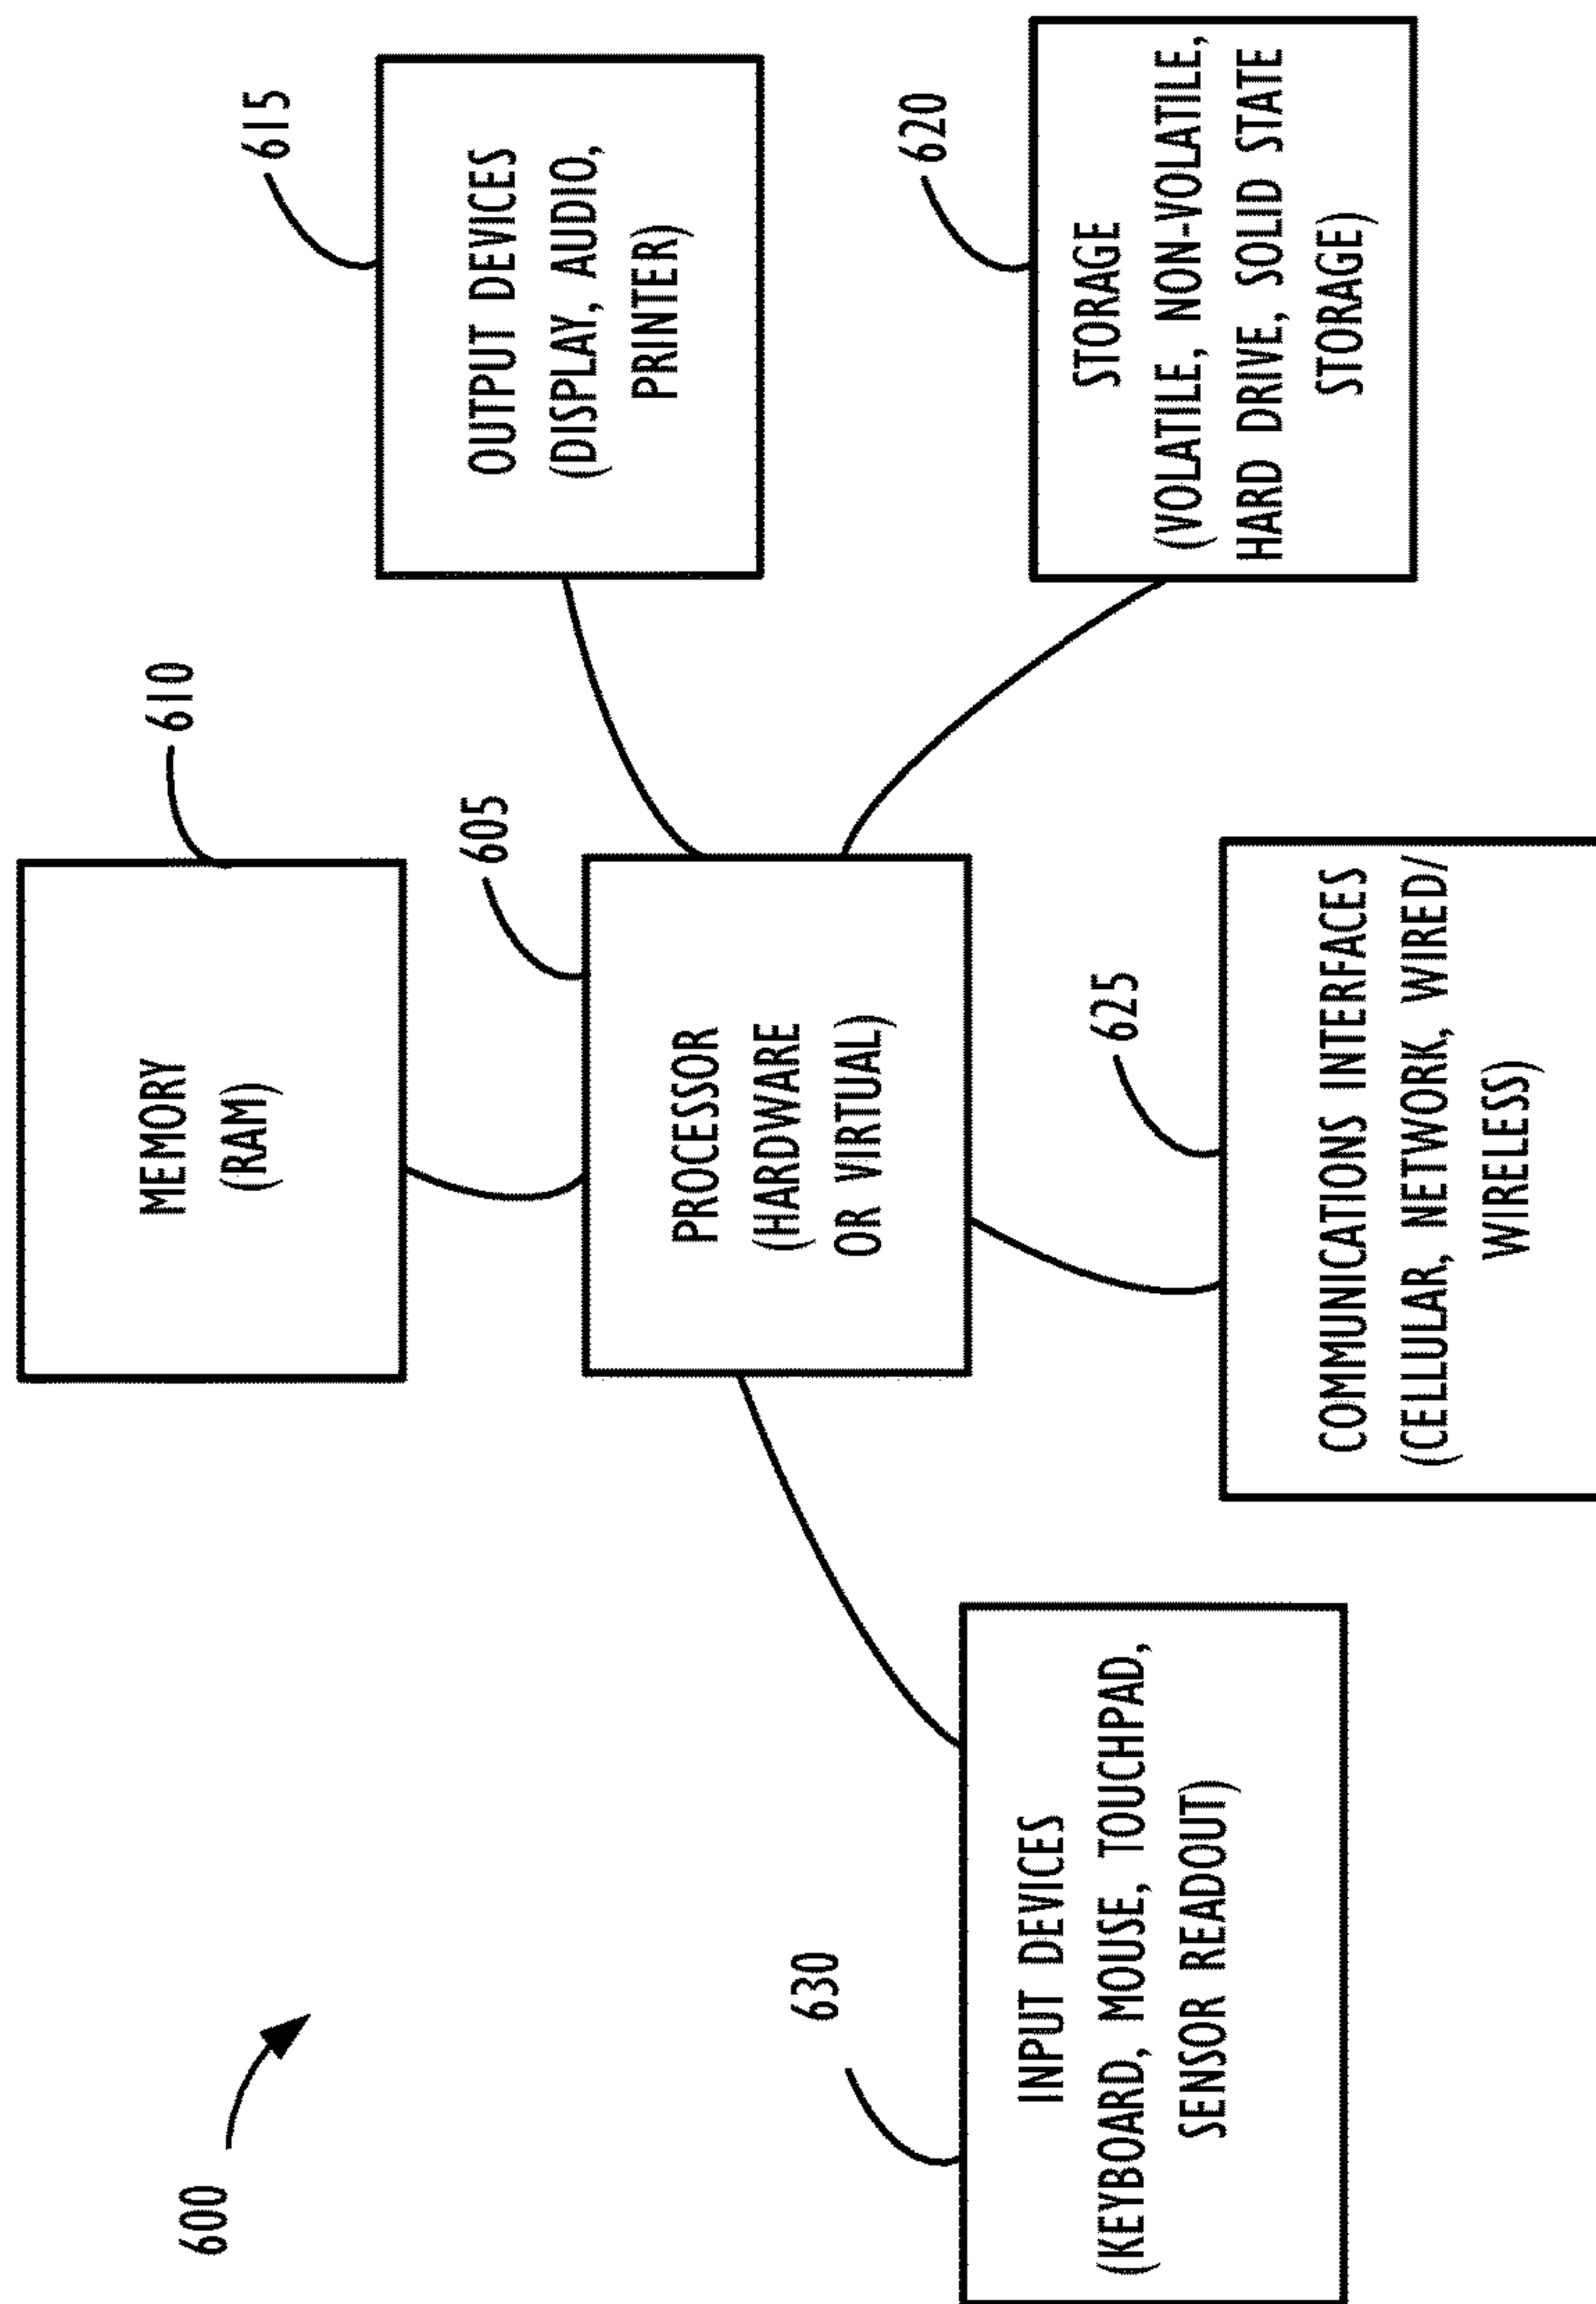 600
MEMORY
(RAM)
610
OUTPUT DEVICES
(DISPLAY, AUDIO,
PRINTER)
615
PROCESSOR
(HARDWARE
OR VIRTUAL)
605
INPUT DEVICES
(KEYBOARD, MOUSE, TOUCHPAD,
SENSOR READOUT)
630
COMMUNICATIONS INTERFACES
(CELLULAR, NETWORK, WIRED/
WIRELESS)
625
STORAGE
(VOLATILE, NON-VOLATILE,
HARD DRIVE, SOLID STATE
STORAGE)
620